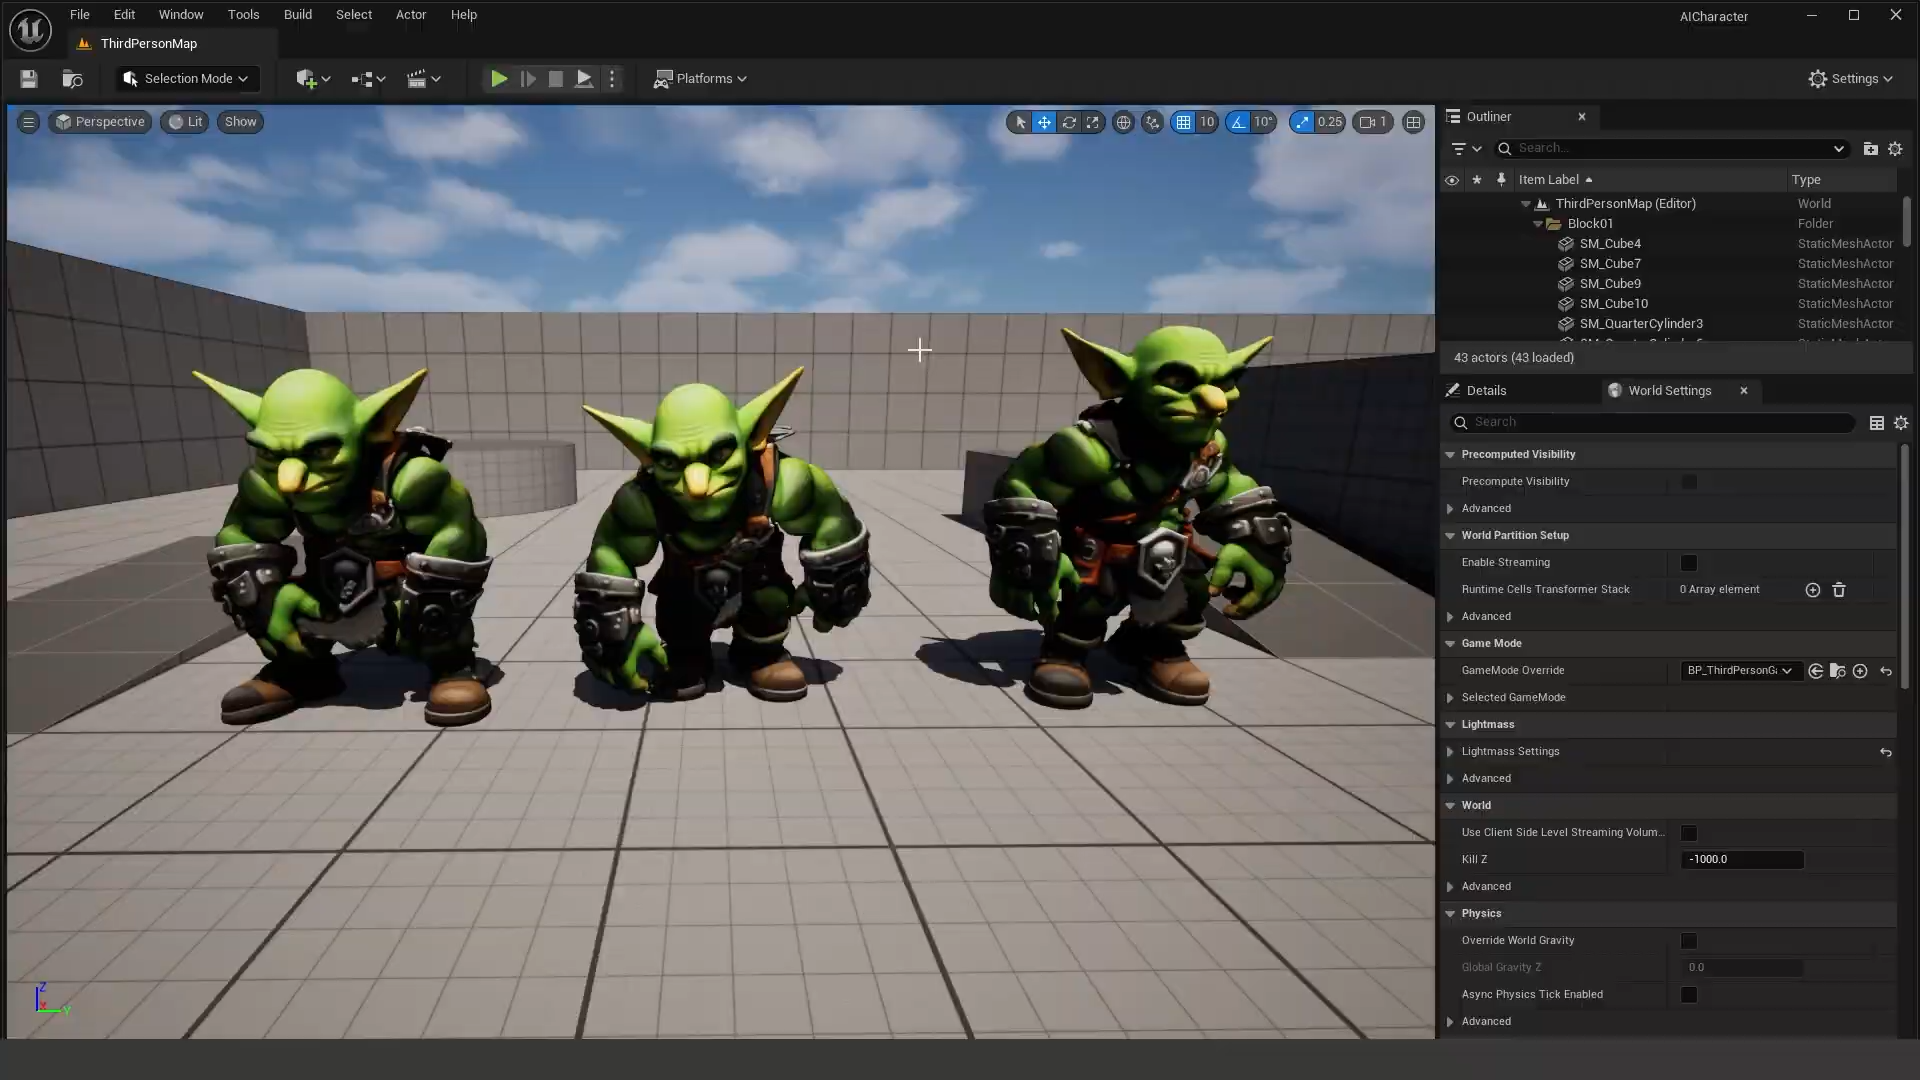 File Edit Window Tools Build Select Actor Help
AICharacter
ThirdPersonMap
Selection Mode
Platforms
Settings
Perspective Lit Show
10 10° 0.25 1
Outliner
Search...
Item Label Type
ThirdPersonMap (Editor) World
Block01 Folder
SM_Cube4 StaticMeshActor
SM_Cube7 StaticMeshActor
SM_Cube9 StaticMeshActor
SM_Cube10 StaticMeshActor
SM_QuarterCylinder3 StaticMeshActor
43 actors (43 loaded)
Details World Settings
Search
Precomputed Visibility
Precompute Visibility
Advanced
World Partition Setup
Enable Streaming
Runtime Cells Transformer Stack 0 Array element
Advanced
Game Mode
GameMode Override BP_ThirdPersonGa
Selected GameMode
Lightmass
Lightmass Settings
Advanced
World
Use Client Side Level Streaming Volum...
Kill Z -1000.0
Advanced
Physics
Override World Gravity
Global Gravity Z 0.0
Async Physics Tick Enabled
Advanced
Z
Y